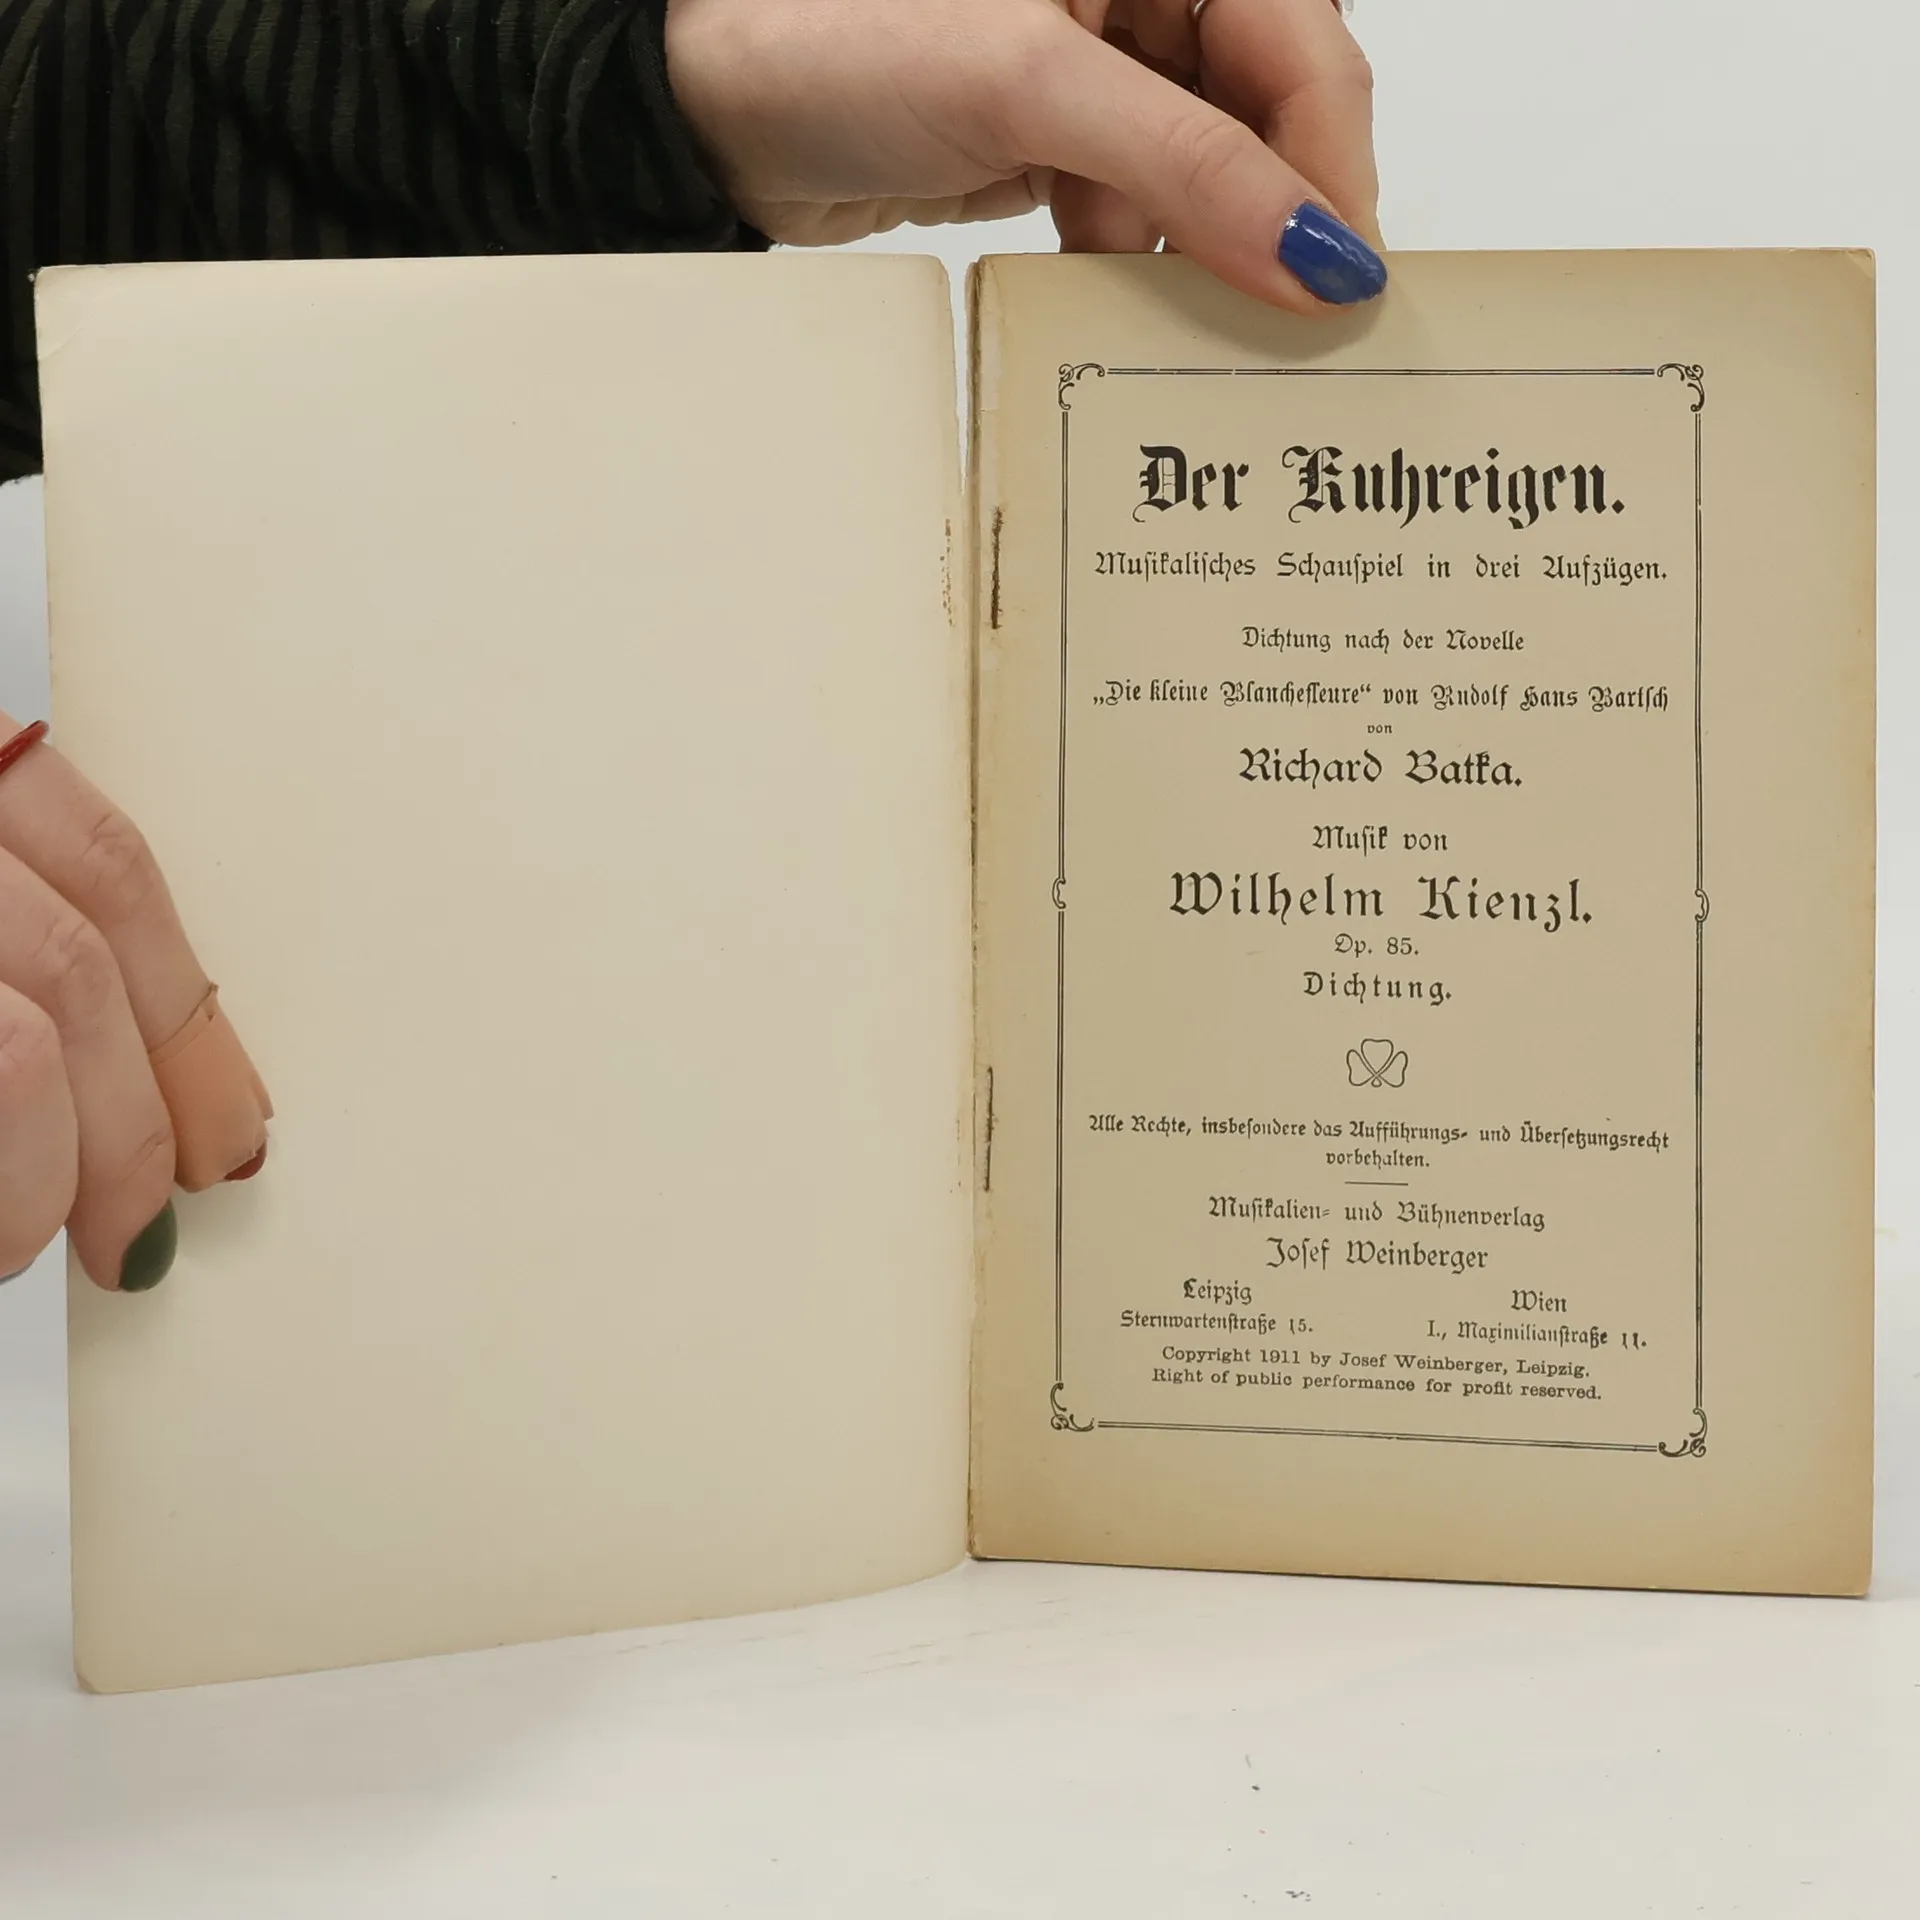 Der Kuhreigen.
Musikalisches Schauspiel in drei Aufzügen.
Dichtung nach der Novelle
„Die kleine Blanchefleure“ von Rudolf Hans Bartsch
von
Richard Batka.
Musik von
Wilhelm Kienzl.
Op. 85.
Dichtung.
Alle Rechte, insbesondere das Aufführungs- und Übersetzungsrecht
vorbehalten.
Musikalien- und Bühnenverlag
Josef Weinberger
Leipzig Wien
Sternwartenstraße 15. I., Maximilianstraße 11.
Copyright 1911 by Josef Weinberger, Leipzig.
Right of public performance for profit reserved.